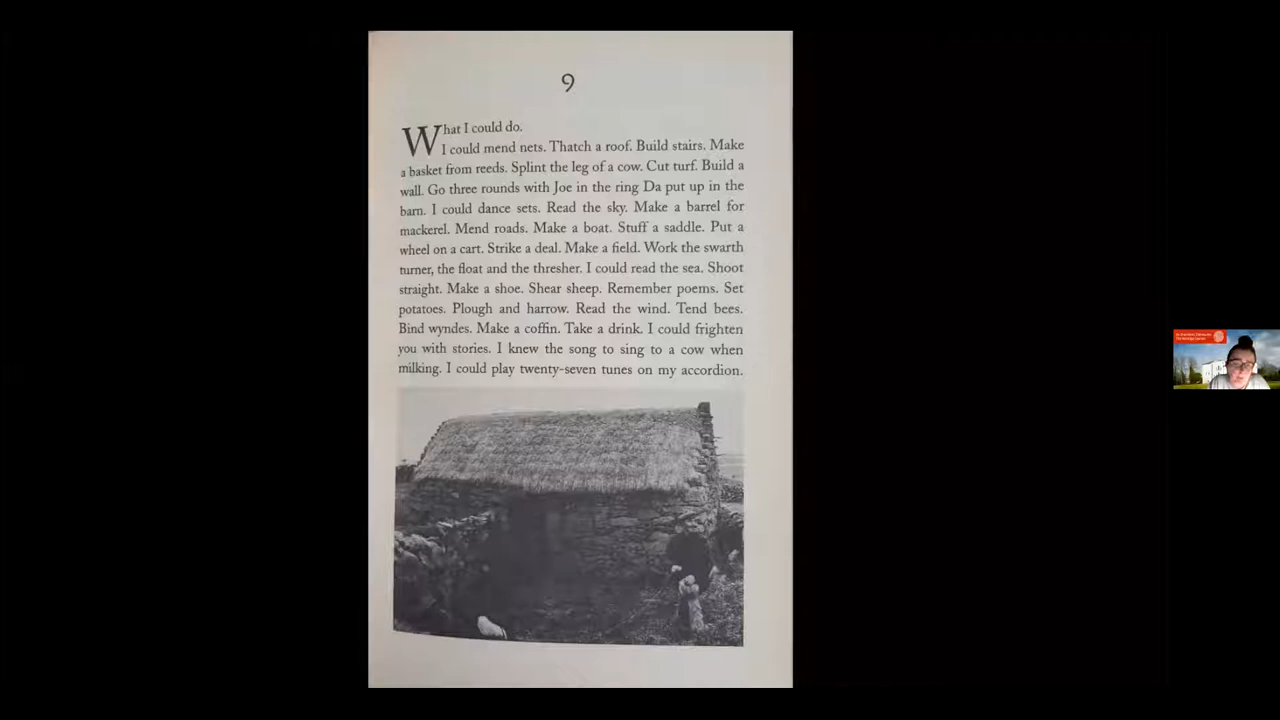 9
What I could do.
I could mend nets. Thatch a roof. Build stairs. Make
a basket from reeds. Splint the leg of a cow. Cut turf. Build a
wall. Go three rounds with Joe in the ring Da put up in the
barn. I could dance sets. Read the sky. Make a barrel for
mackerel. Mend roads. Make a boat. Stuff a saddle. Put a
wheel on a cart. Strike a deal. Make a field. Work the swarth
turner, the float and the thresher. I could read the sea. Shoot
straight. Make a shoe. Shear sheep. Remember poems. Set
potatoes. Plough and harrow. Read the wind. Tend bees.
Bind wyndes. Make a coffin. Take a drink. I could frighten
you with stories. I knew the song to sing to a cow when
milking. I could play twenty-seven tunes on my accordion.